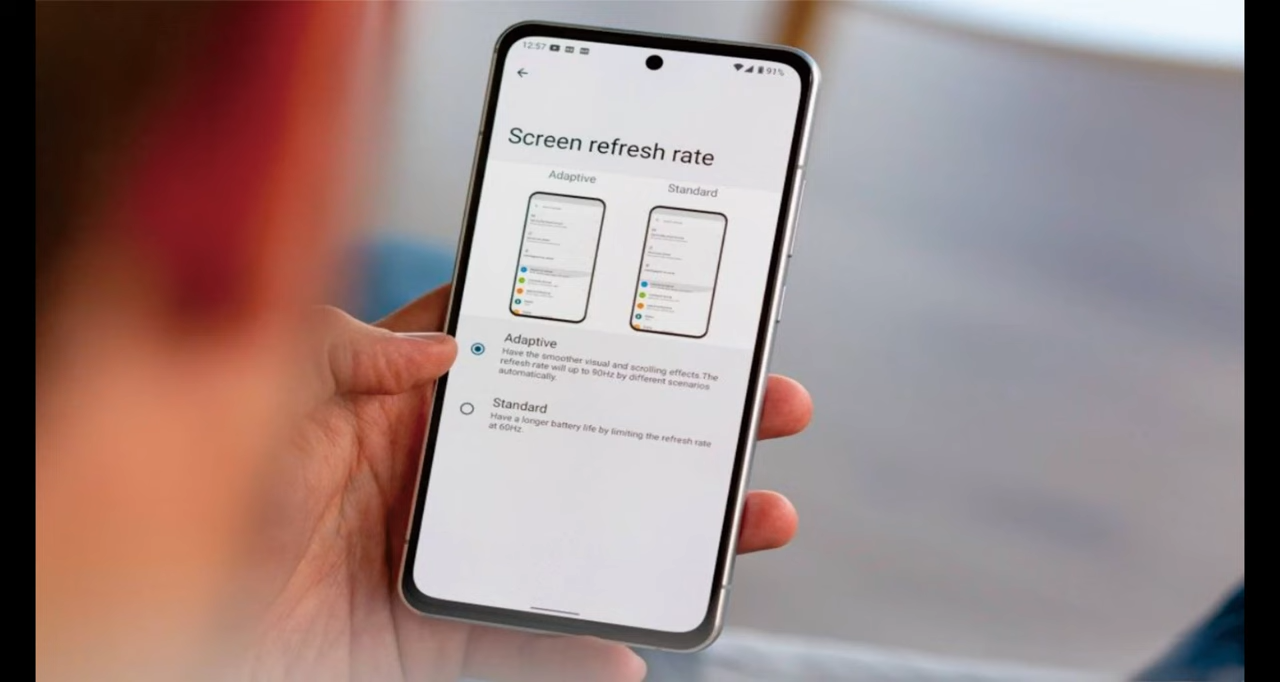 12:57
91%
Screen refresh rate
Adaptive
Standard
Adaptive
Have the smoother visual and scrolling effects.The
refresh rate will up to 90Hz by different scenarios
automatically.
Standard
Have a longer battery life by limiting the refresh rate
at 60Hz.